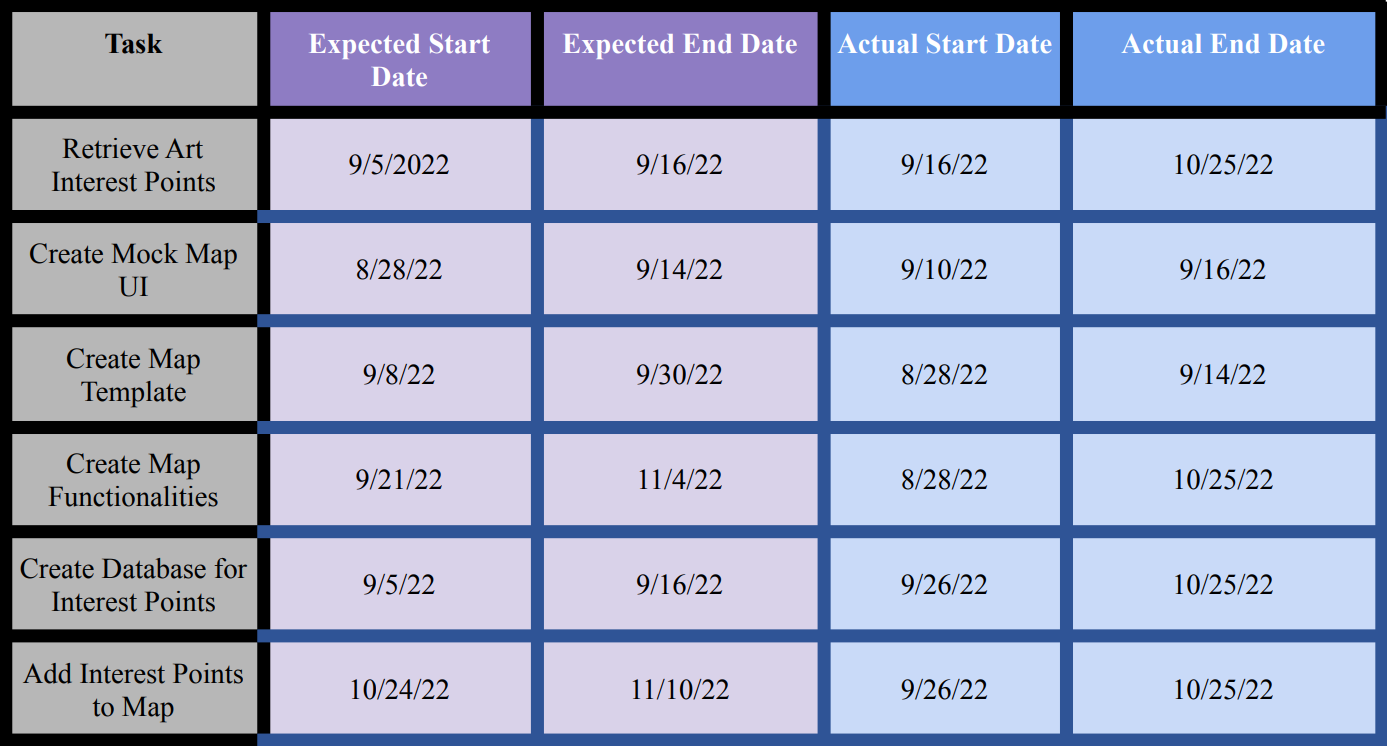 Task
Expected Start
Date
Expected End Date
Actual Start Date
Actual End Date
Retrieve Art
Interest Points
9/5/2022
9/16/22
9/16/22
10/25/22
Create Mock Map
UI
8/28/22
9/14/22
9/10/22
9/16/22
Create Map
Template
9/8/22
9/30/22
8/28/22
9/14/22
Create Map
Functionalities
9/21/22
11/4/22
8/28/22
10/25/22
Create Database for
Interest Points
9/5/22
9/16/22
9/26/22
10/25/22
Add Interest Points
to Map
10/24/22
11/10/22
9/26/22
10/25/22